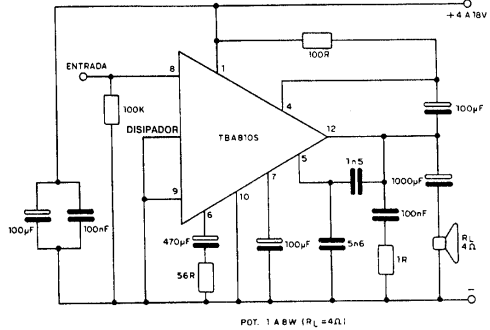 +4 A 18V
100R
ENTRADA
8
1
4
100K
100µF
DISIPADOR
TBA810S
12
5
1n5
1000µF
9
6
10
7
100nF
100µF
100nF
470µF
100µF
5n6
RL
4Ω
56R
1R
POT. 1 A 8W (RL = 4Ω)